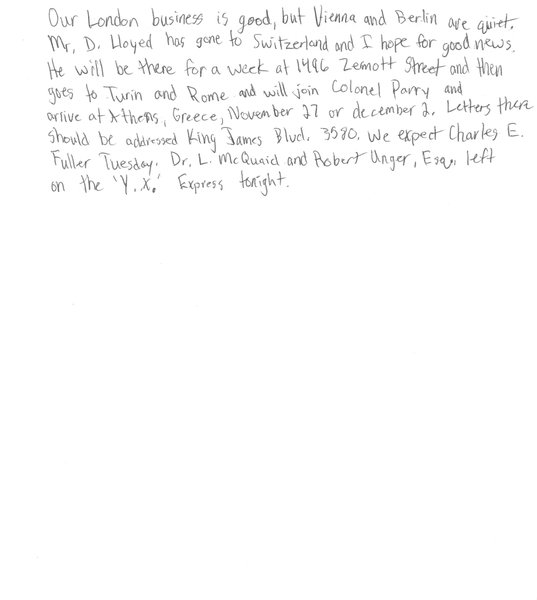 Our London business is good, but Vienna and Berlin are quiet.
Mr. D. Lloyed has gone to Switzerland and I hope for good news.
He will be there for a week at 1496 Zemott Street and then
goes to Turin and Rome and will join Colonel Parry and
arrive at Athens, Greece, November 27 or december 2. Letters there
should be addressed King James Blvd. 3580. We expect Charles E.
Fuller Tuesday. Dr. L. McQuaid and Robert Unger, Esq., left
on the 'Y.X.' Express tonight.